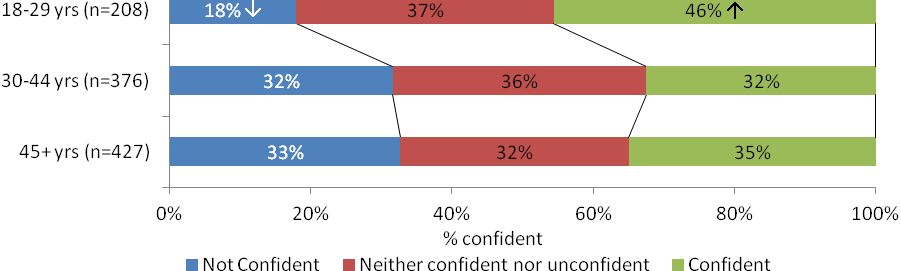 18-29 yrs (n=208) 18% ↓ 37% 46% ↑
30-44 yrs (n=376) 32% 36% 32%
45+ yrs (n=427) 33% 32% 35%
0% 20% 40% 60% 80% 100%
% confident
Not Confident Neither confident nor unconfident Confident